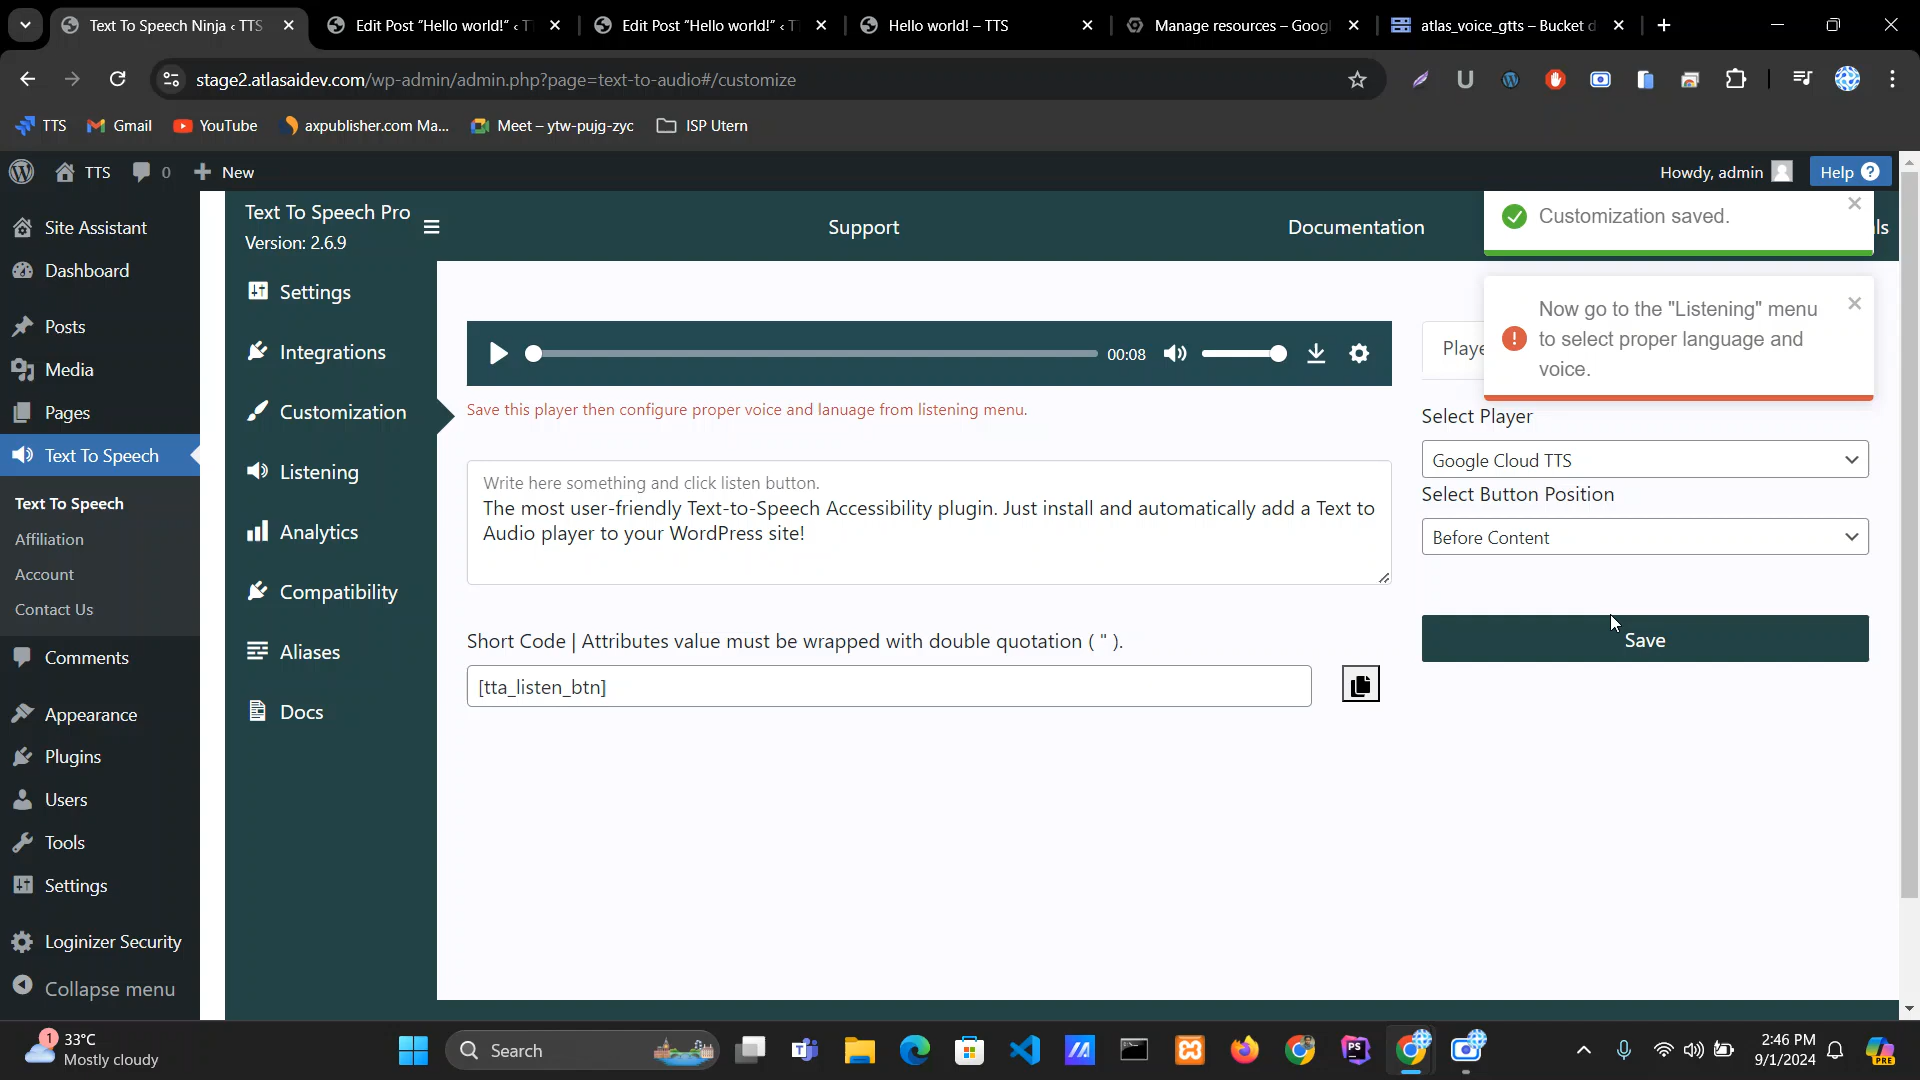 Text To Speech Ninja ‹ TTS
Edit Post “Hello world!” ‹ T
Edit Post “Hello world!” ‹ T
Hello world! – TTS
Manage resources – Googl
atlas_voice_gtts – Bucket d
stage2.atlasaidev.com/wp-admin/admin.php?page=text-to-audio#/customize
TTS
Gmail
YouTube
axpublisher.com Ma...
Meet – ytw-pujg-zyc
ISP Utern
TTS
0
New
Howdy, admin
Help
Site Assistant
Dashboard
Posts
Media
Pages
Text To Speech
Text To Speech
Affiliation
Account
Contact Us
Comments
Appearance
Plugins
Users
Tools
Settings
Loginizer Security
Collapse menu
Text To Speech Pro
Version: 2.6.9
Support
Documentation
ls
Settings
Integrations
Customization
Listening
Analytics
Compatibility
Aliases
Docs
Customization saved.
Now go to the "Listening" menu
to select proper language and
voice.
00:08
Save this player then configure proper voice and lanuage from listening menu.
Write here something and click listen button.
The most user-friendly Text-to-Speech Accessibility plugin. Just install and automatically add a Text to
Audio player to your WordPress site!
Short Code | Attributes value must be wrapped with double quotation ( " ).
[tta_listen_btn]
Playe
Select Player
Google Cloud TTS
Select Button Position
Before Content
Save
1
33°C
Mostly cloudy
Search
2:46 PM
9/1/2024
PRE